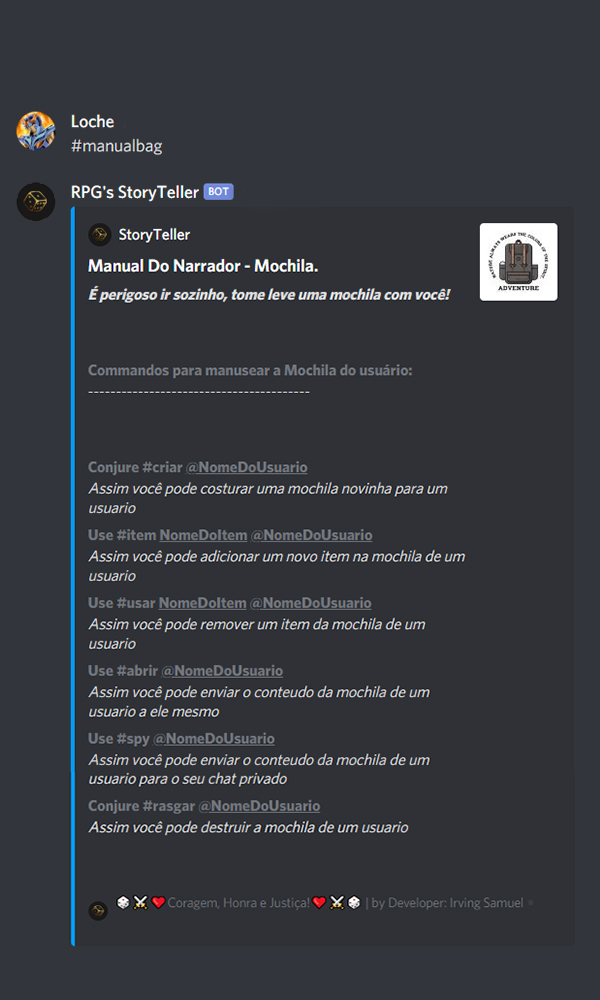 Loche
#manualbag
RPG's StoryTeller BOT
StoryTeller
Manual Do Narrador - Mochila.
É perigoso ir sozinho, tome leve uma mochila com você!
ADVENTURE
Commandos para manusear a Mochila do usuário:
----------------------------------------
Conjure #criar @NomeDoUsuario
Assim você pode costurar uma mochila novinha para um
usuario
Use #item NomeDoItem @NomeDoUsuario
Assim você pode adicionar um novo item na mochila de um
usuario
Use #usar NomeDoItem @NomeDoUsuario
Assim você pode remover um item da mochila de um
usuario
Use #abrir @NomeDoUsuario
Assim você pode enviar o conteudo da mochila de um
usuario a ele mesmo
Use #spy @NomeDoUsuario
Assim você pode enviar o conteudo da mochila de um
usuario para o seu chat privado
Conjure #rasgar @NomeDoUsuario
Assim você pode destruir a mochila de um usuario
🎲 ⚔️ ❤️ Coragem, Honra e Justiça! ❤️ ⚔️ 🎲 | by Developer: Irving Samuel